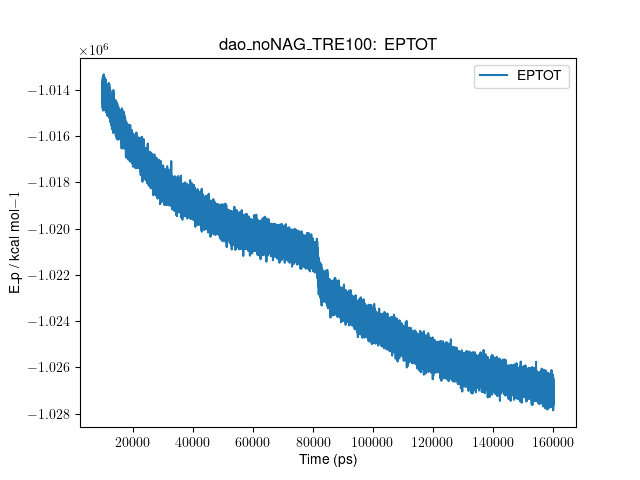 dao_noNAG_TRE100: EPTOT
×10⁶
EPTOT
−1.014
−1.016
−1.018
−1.020
−1.022
−1.024
−1.026
−1.028
E_p / kcal mol−1
20000 40000 60000 80000 100000 120000 140000 160000
Time (ps)